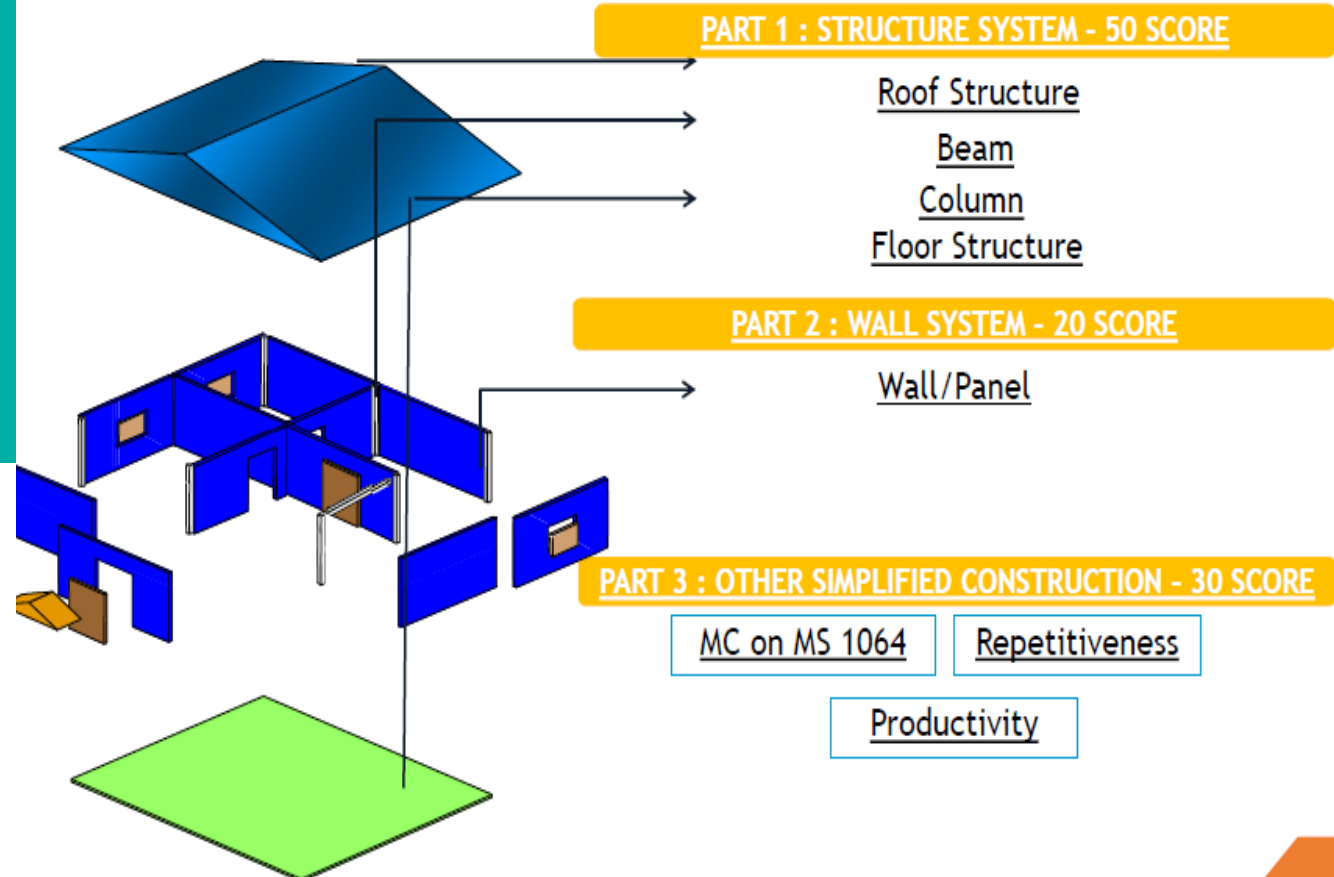 PART 1 : STRUCTURE SYSTEM - 50 SCORE
Roof Structure
Beam
Column
Floor Structure
PART 2 : WALL SYSTEM - 20 SCORE
Wall/Panel
PART 3 : OTHER SIMPLIFIED CONSTRUCTION - 30 SCORE
MC on MS 1064
Repetitiveness
Productivity